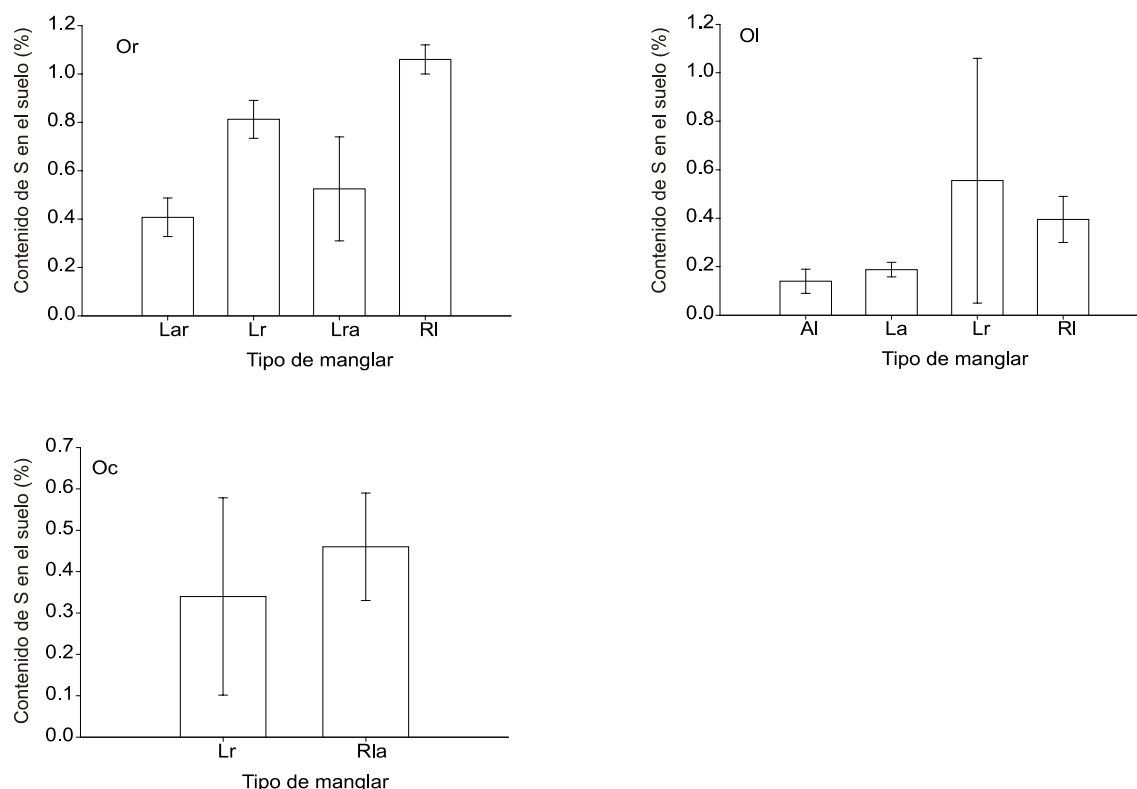 Contenido de S en el suelo (%)
Or
1.2
1.0
0.8
0.6
0.4
0.2
0.0
Lar Lr Lra Rl
Tipo de manglar
Contenido de S en el suelo (%)
Ol
1.2
1.0
0.8
0.6
0.4
0.2
0.0
Al La Lr Rl
Tipo de manglar
Contenido de S en el suelo (%)
Oc
0.7
0.6
0.5
0.4
0.3
0.2
0.1
0.0
Lr Rla
Tipo de manglar